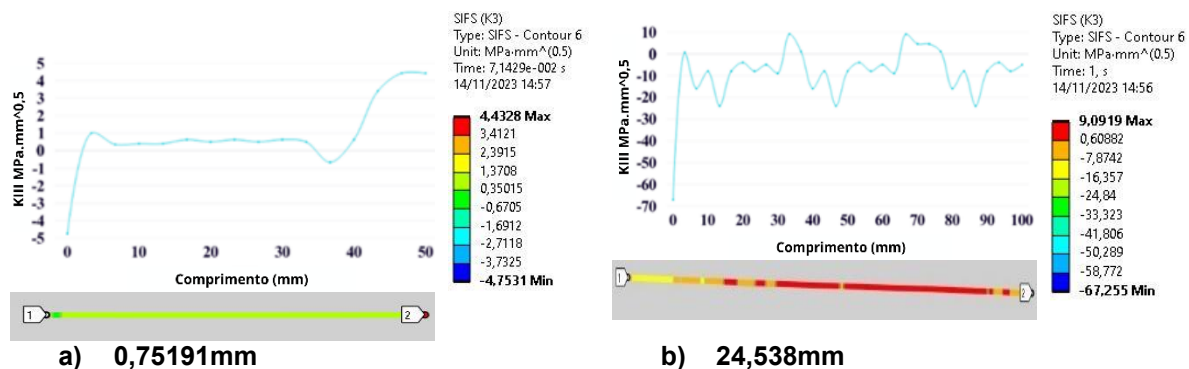 SIFS (K3)
Type: SIFS - Contour 6
Unit: MPa·mm^(0.5)
Time: 7,1429e-002 s
14/11/2023 14:57
4,4328 Max
3,4121
2,3915
1,3708
0,35015
-0,6705
-1,6912
-2,7118
-3,7325
-4,7531 Min
KIII MPa.mm^0,5
5
4
3
2
1
0
-1
-2
-3
-4
-5
0 10 20 30 40 50
Comprimento (mm)
1 2
a) 0,75191mm
SIFS (K3)
Type: SIFS - Contour 6
Unit: MPa·mm^(0.5)
Time: 1, s
14/11/2023 14:56
9,0919 Max
0,60882
-7,8742
-16,357
-24,84
-33,323
-41,806
-50,289
-58,772
-67,255 Min
KIII MPa.mm^0,5
10
0
-10
-20
-30
-40
-50
-60
-70
0 10 20 30 40 50 60 70 80 90 100
Comprimento (mm)
1 2
b) 24,538mm